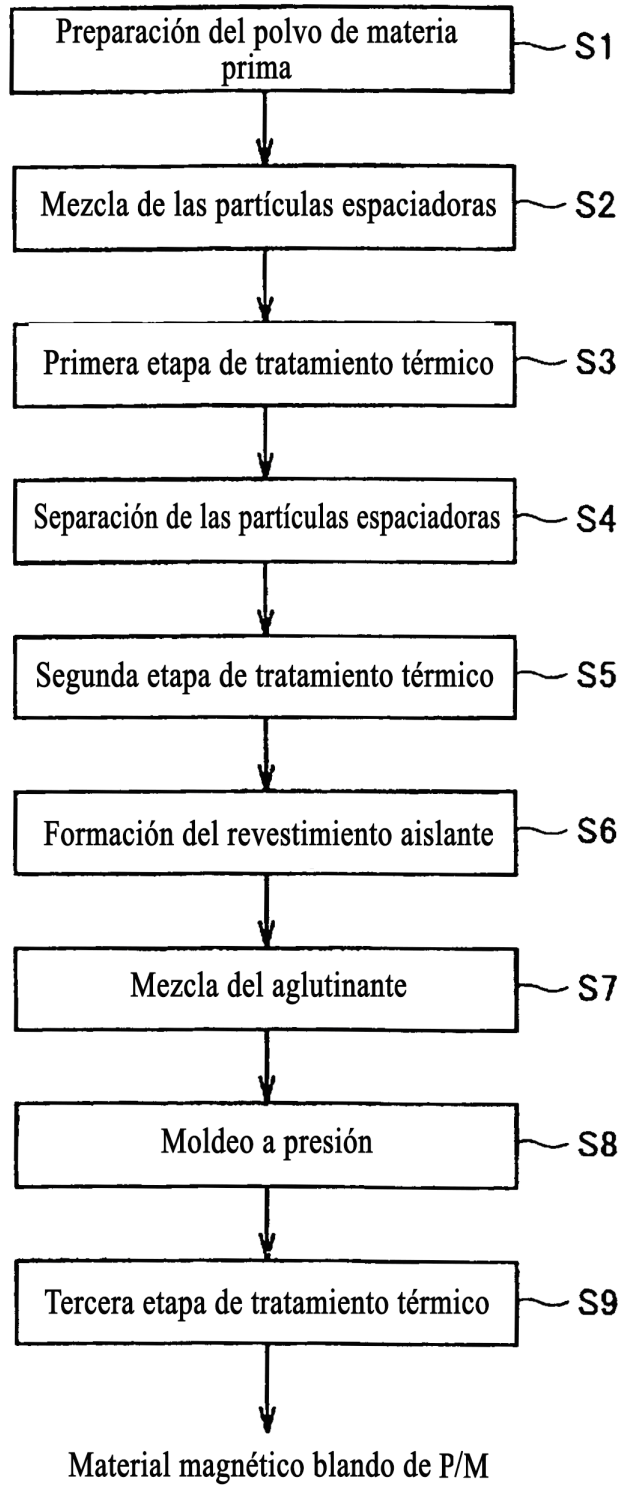 Preparación del polvo de materia
prima
S1
Mezcla de las partículas espaciadoras
S2
Primera etapa de tratamiento térmico
S3
Separación de las partículas espaciadoras
S4
Segunda etapa de tratamiento térmico
S5
Formación del revestimiento aislante
S6
Mezcla del aglutinante
S7
Moldeo a presión
S8
Tercera etapa de tratamiento térmico
S9
Material magnético blando de P/M